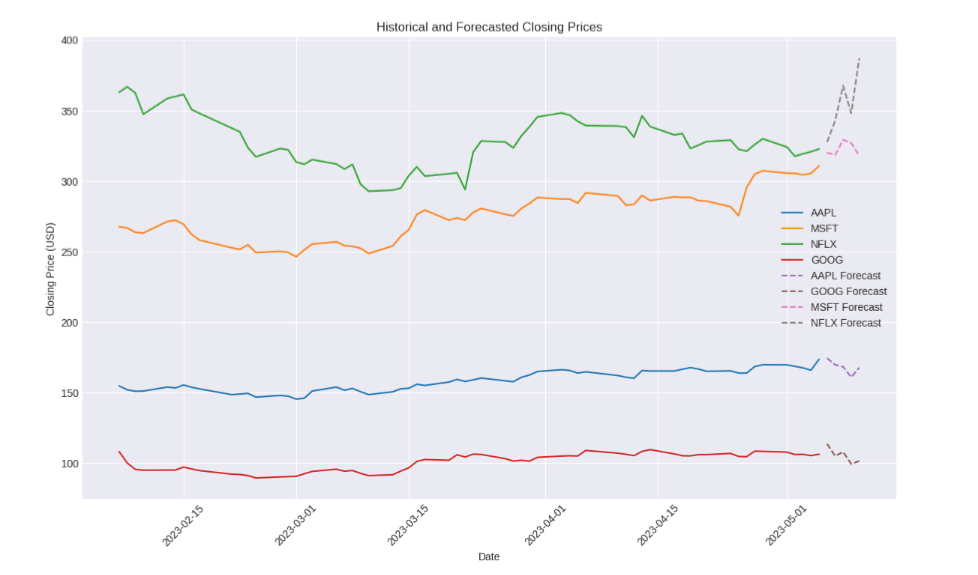 Historical and Forecasted Closing Prices
400
350
300
250
200
150
100
Closing Price (USD)
AAPL
MSFT
NFLX
GOOG
AAPL Forecast
GOOG Forecast
MSFT Forecast
NFLX Forecast
2023-02-15
2023-03-01
2023-03-15
2023-04-01
2023-04-15
2023-05-01
Date